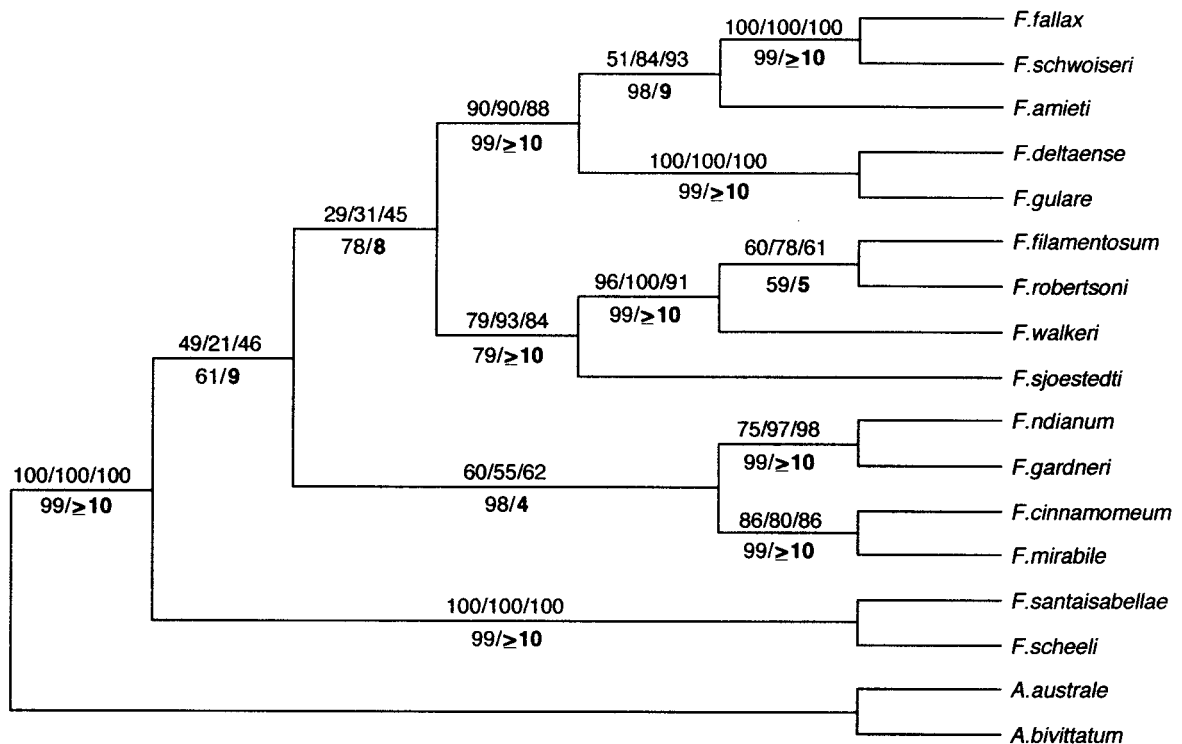 F.fallax
100/100/100
99/≥10
F.schwoiseri
51/84/93
98/9
F.amieti
90/90/88
99/≥10
F.deltaense
100/100/100
99/≥10
F.gulare
29/31/45
78/8
F.filamentosum
60/78/61
59/5
F.robertsoni
96/100/91
99/≥10
F.walkeri
79/93/84
79/≥10
F.sjoestedti
49/21/46
61/9
F.ndianum
75/97/98
99/≥10
F.gardneri
100/100/100
99/≥10
60/55/62
98/4
F.cinnamomeum
86/80/86
99/≥10
F.mirabile
F.santaisabellae
100/100/100
99/≥10
F.scheeli
A.australe
A.bivittatum